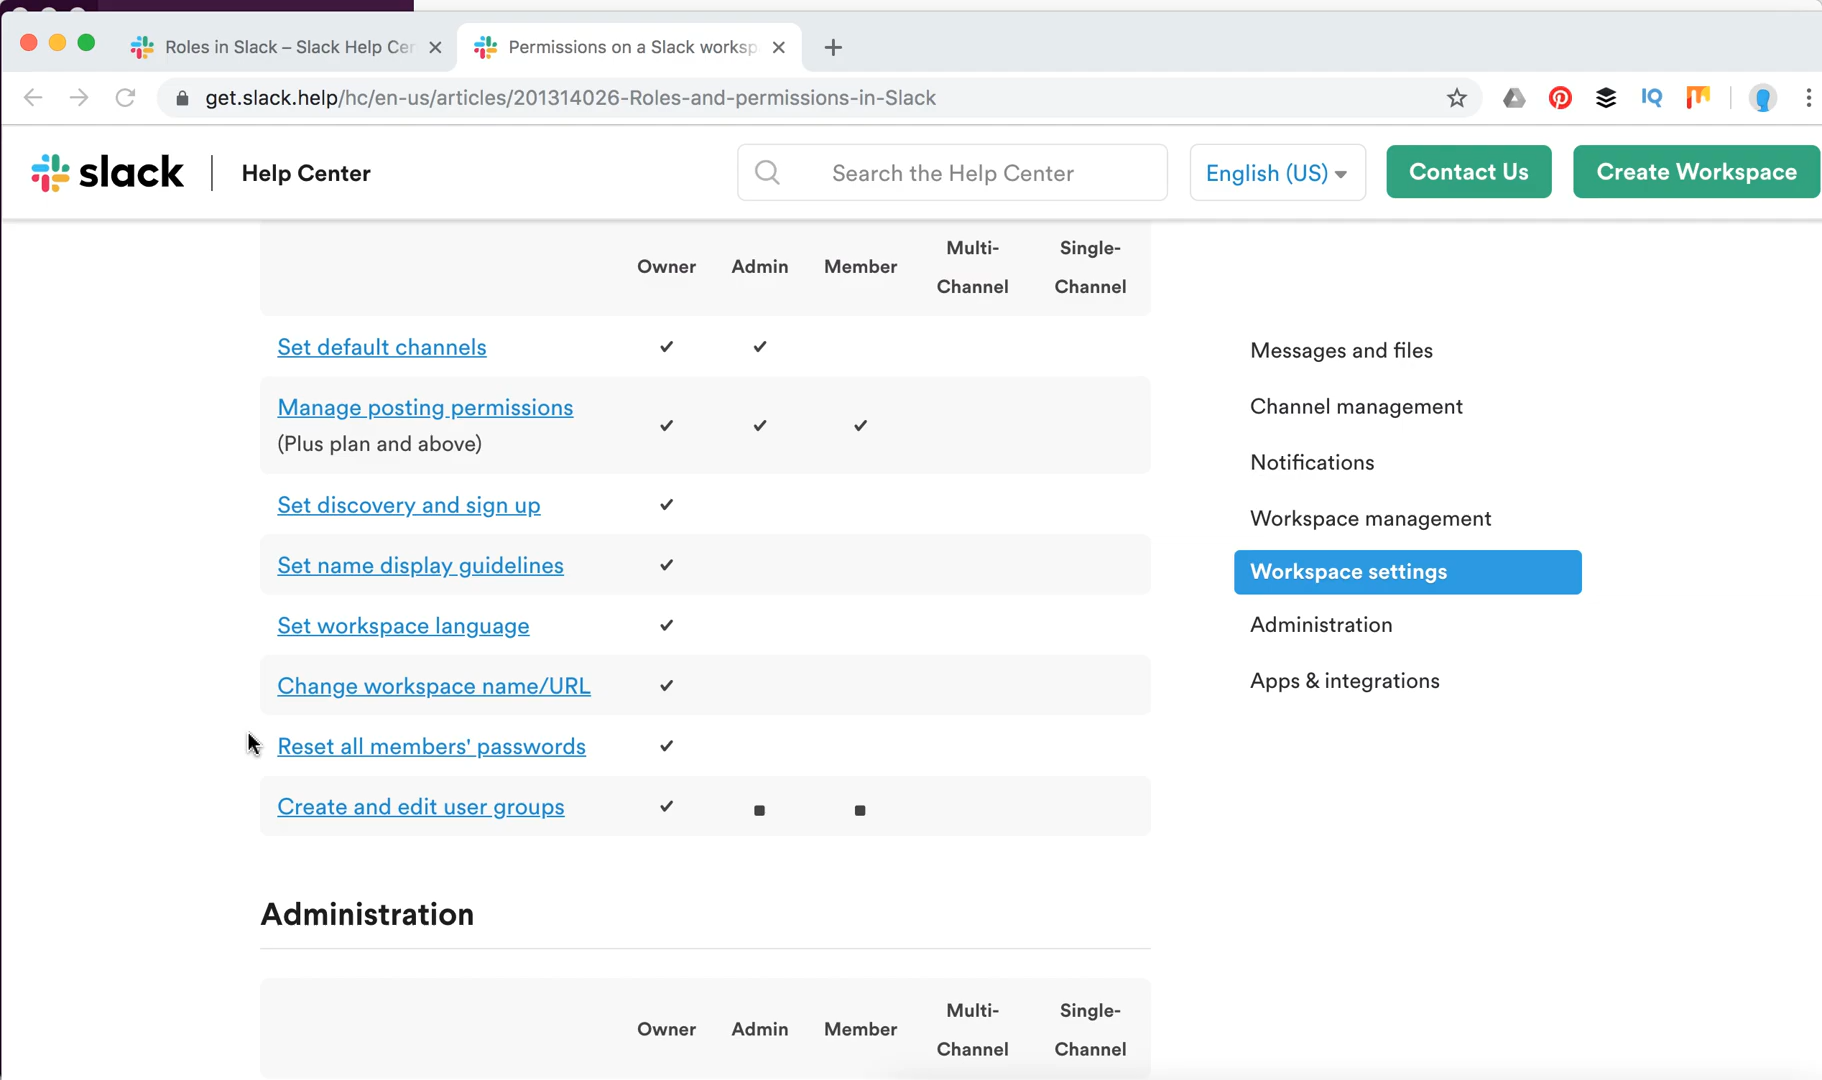 Roles in Slack – Slack Help Cer
Permissions on a Slack worksp
get.slack.help/hc/en-us/articles/201314026-Roles-and-permissions-in-Slack
IQ
slack
Help Center
Search the Help Center
English (US)
Contact Us
Create Workspace
Owner Admin Member Multi-Channel Single-Channel
Set default channels ✓ ✓
Manage posting permissions ✓ ✓ ✓
(Plus plan and above)
Set discovery and sign up ✓
Set name display guidelines ✓
Set workspace language ✓
Change workspace name/URL ✓
Reset all members' passwords ✓
Create and edit user groups ✓ ■ ■
Administration
Owner Admin Member Multi-Channel Single-Channel
Messages and files
Channel management
Notifications
Workspace management
Workspace settings
Administration
Apps & integrations